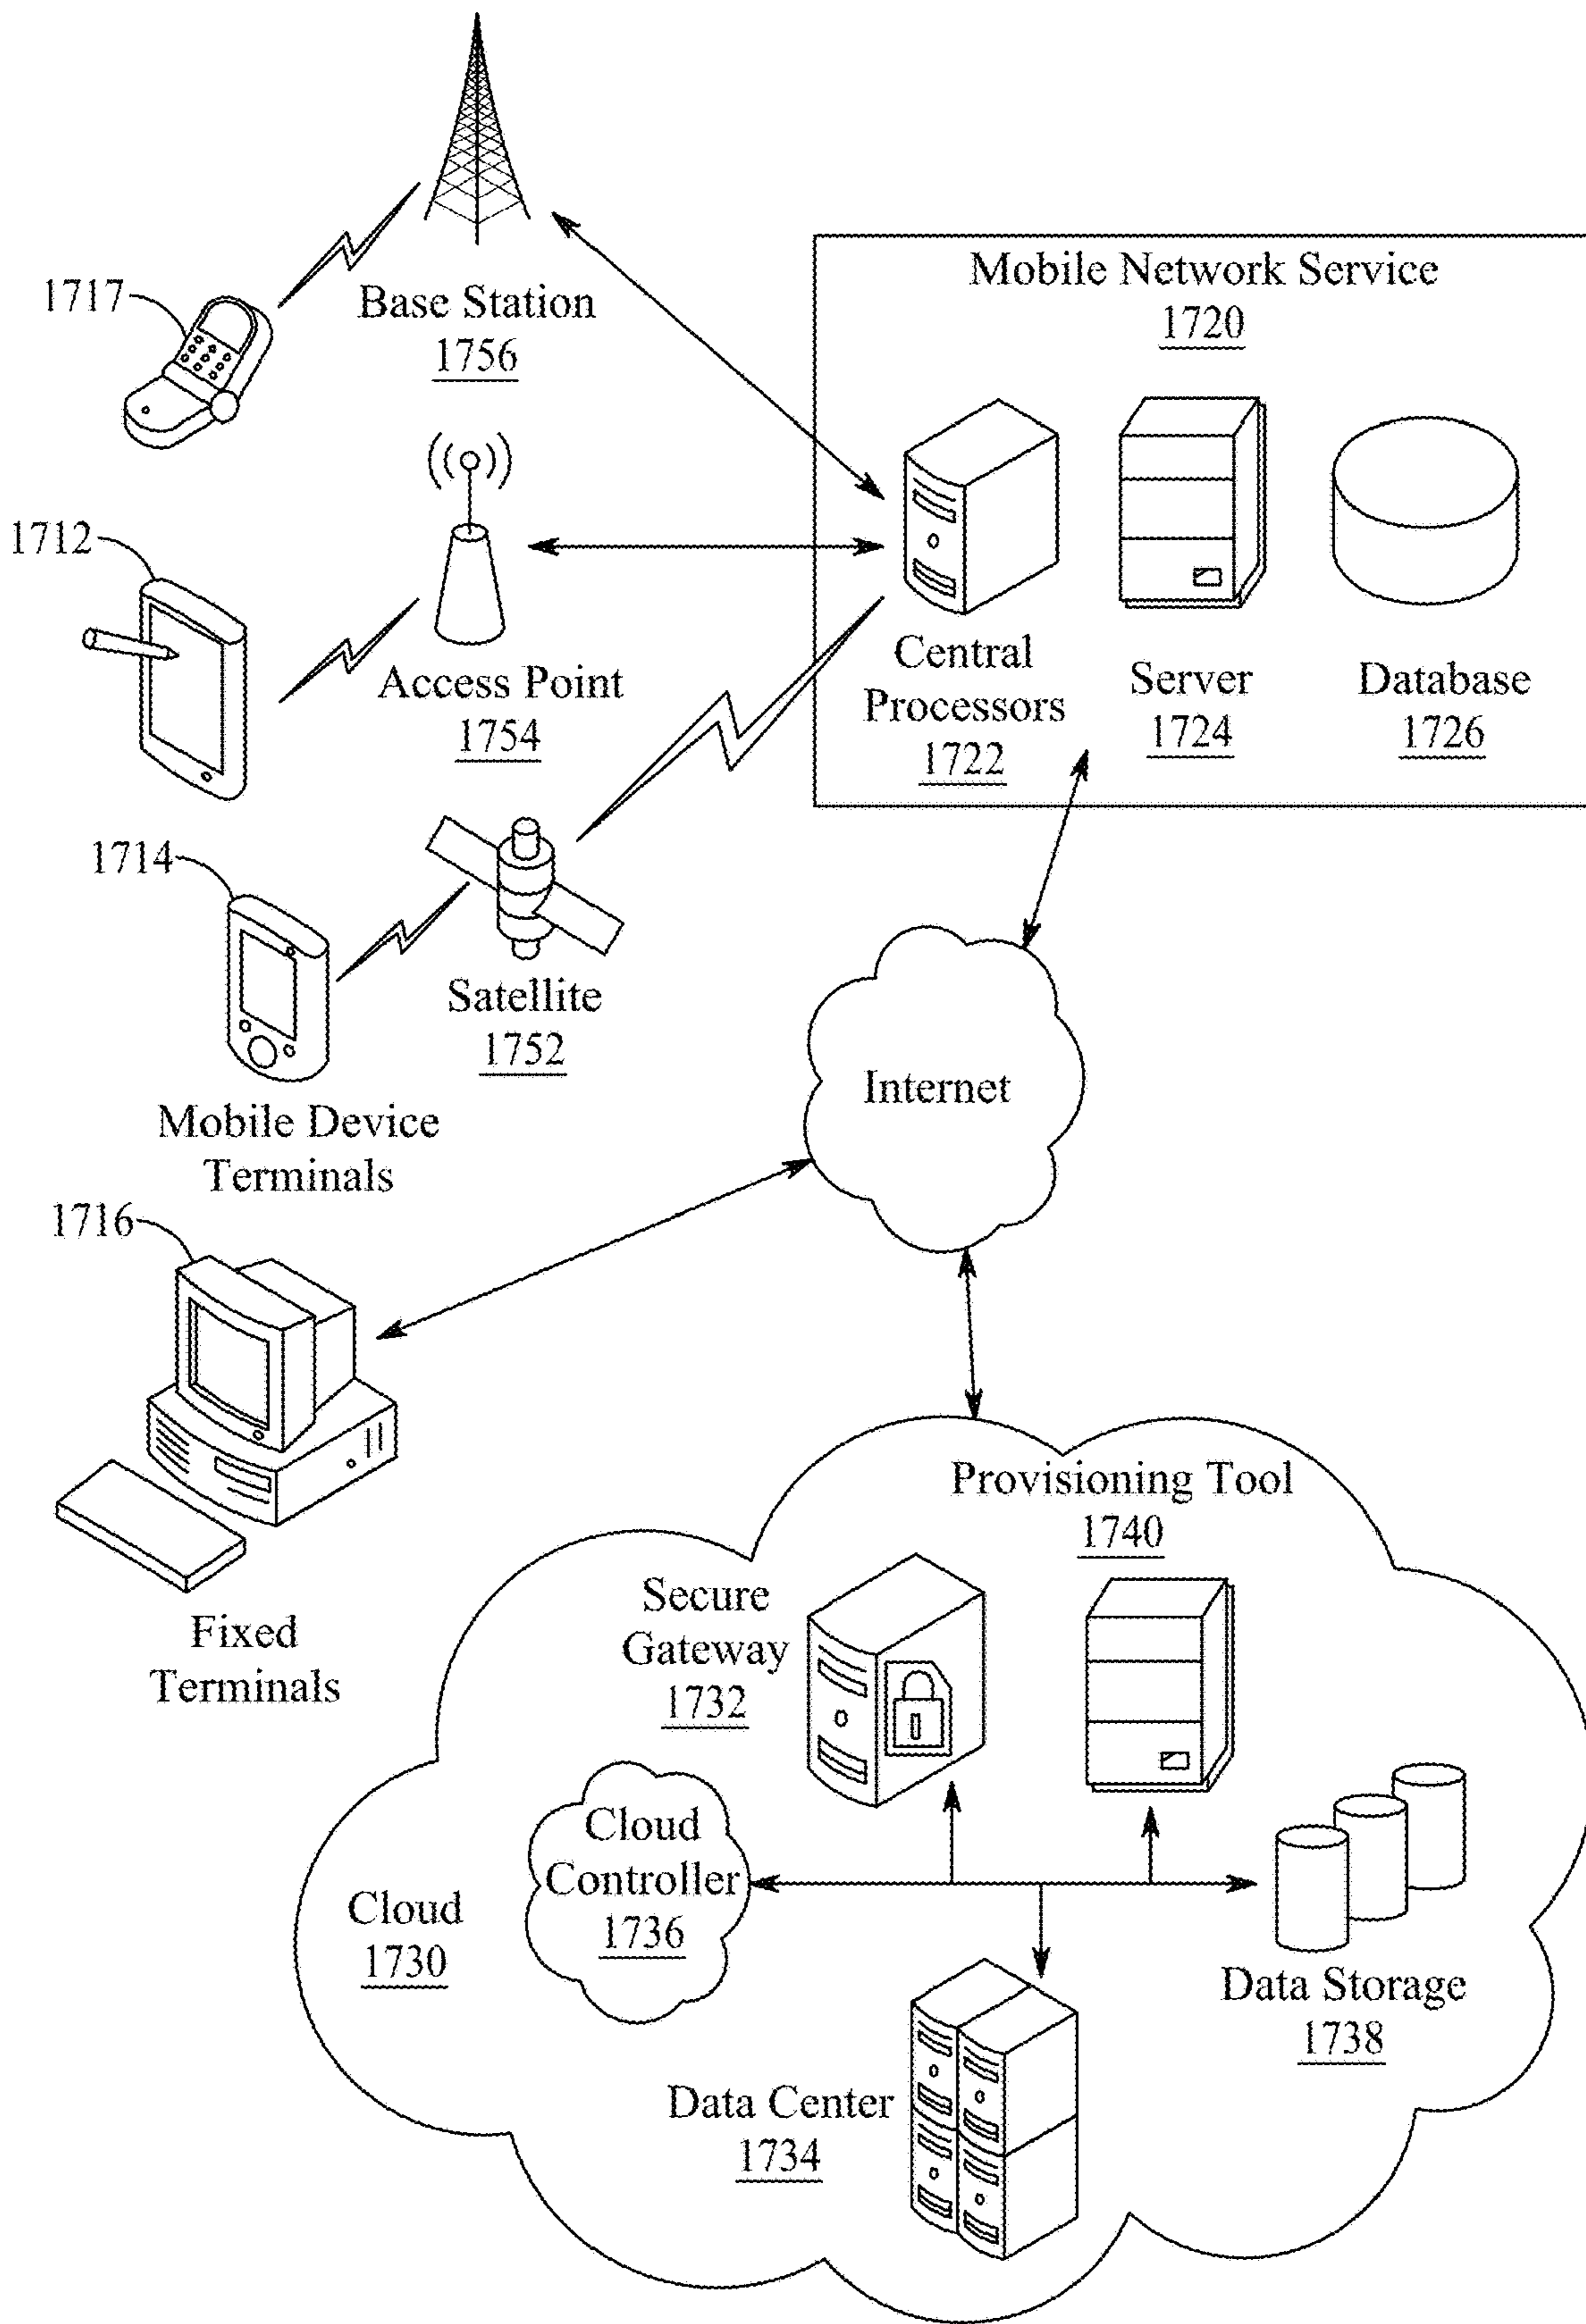 1717
Base Station
1756
Mobile Network Service
1720
1712
Access Point
1754
Central
Processors
1722
Server
1724
Database
1726
1714
Satellite
1752
Mobile Device
Terminals
Internet
1716
Fixed
Terminals
Provisioning Tool
1740
Secure
Gateway
1732
Cloud
Controller
1736
Cloud
1730
Data Storage
1738
Data Center
1734